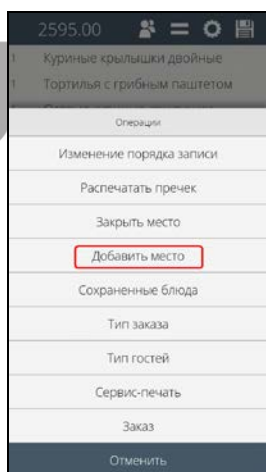 2595.00
1 Куриные крылышки двойные
1 Тортилья с грибным паштетом
Операции
Изменение порядка записи
Распечатать пречек
Закрыть место
Добавить место
Сохраненные блюда
Тип заказа
Тип гостей
Сервис-печать
Заказ
Отменить